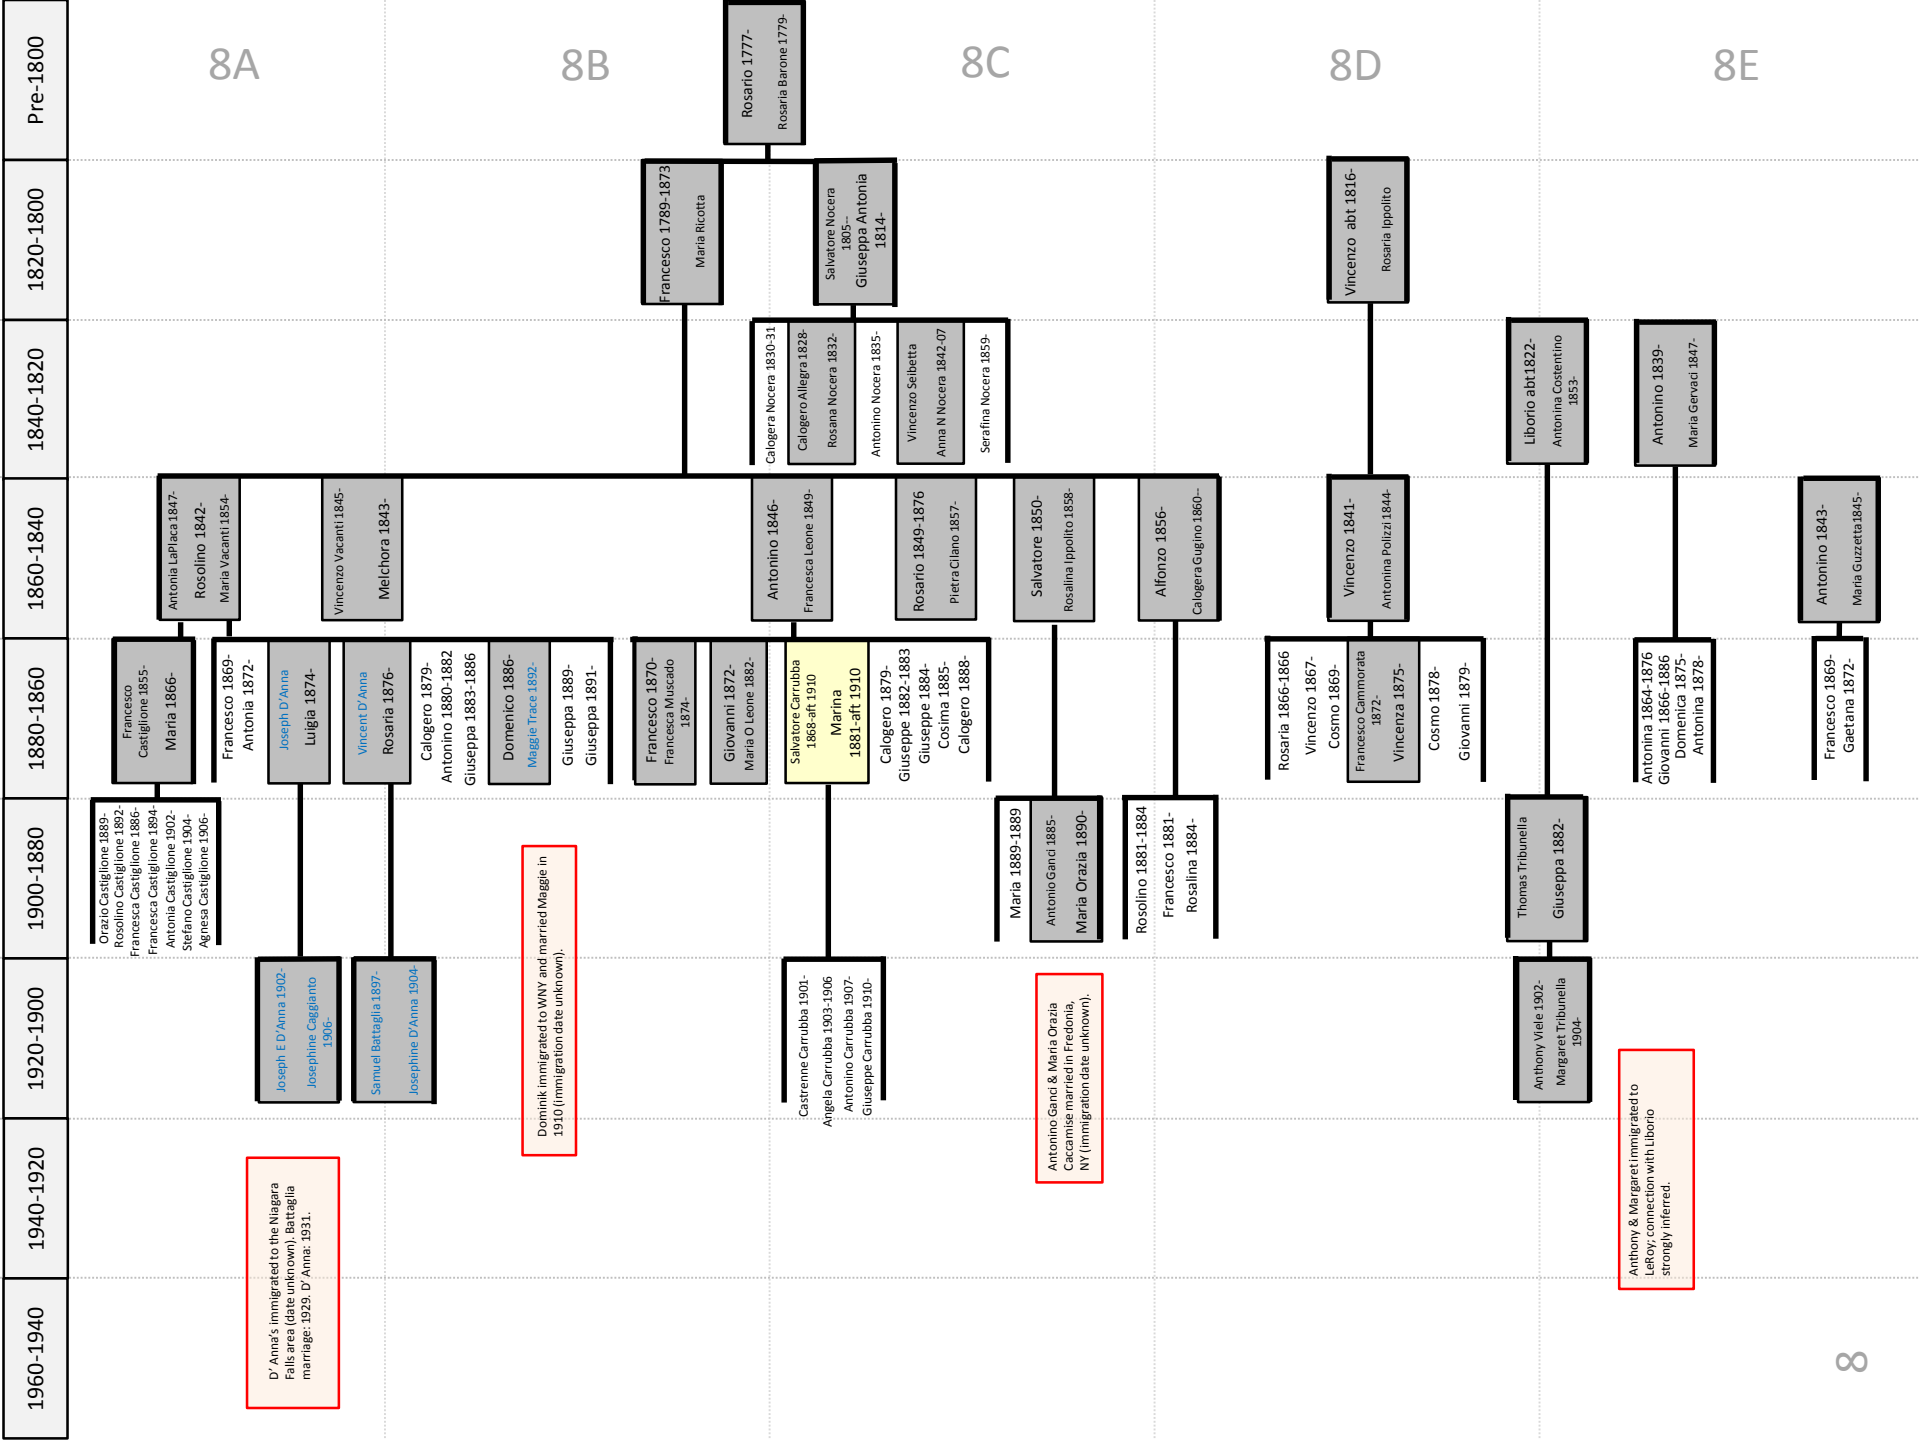 Pre-1800
1820-1800
1840-1820
1860-1840
1880-1860
1900-1880
1920-1900
1940-1920
1960-1940
8A
8B
8C
8D
8E
8
Rosario 1777-
Rosaria Barone 1779-
Francesco 1789-1873
Maria Ricotta
Salvatore Nocera
1805--
Giuseppa Antonia
1814-
Vincenzo abt 1816-
Rosaria Ippolito
Calogera Nocera 1830-31
Calogero Allegra 1828-
Rosana Nocera 1832-
Antonino Nocera 1835-
Vincenzo Seibetta
Anna N Nocera 1842-07
Serafina Nocera 1859-
Liborio abt1822-
Antonina Costentino
1853-
Antonino 1839-
Maria Gervaci 1847-
Antonia LaPlaca 1847-
Rosolino 1842-
Maria Vacanti 1854-
Vincenzo Vacanti 1845-
Melchora 1843-
Antonino 1846-
Francesca Leone 1849-
Rosario 1849-1876
Pietra Cilano 1857-
Salvatore 1850-
Rosalina Ippolito 1858-
Alfonzo 1856-
Calogera Gugino 1860--
Vincenzo 1841-
Antonina Polizzi 1844-
Antonino 1843-
Maria Guzzetta1845-
Francesco
Castiglione 1855-
Maria 1866-
Francesco 1869-
Antonia 1872-
Joseph D'Anna
Luigia 1874-
Vincent D'Anna
Rosaria 1876-
Calogero 1879-
Antonino 1880-1882
Giuseppa 1883-1886
Domenico 1886-
Maggie Trace 1892-
Giuseppa 1889-
Giuseppa 1891-
Francesco 1870-
Francesca Muscado
1874-
Giovanni 1872-
Maria O Leone 1882-
Salvatore Carrubba
1868-aft 1910
Marina
1881-aft 1910
Calogero 1879-
Giuseppe 1882-1883
Giuseppe 1884-
Cosima 1885-
Calogero 1888-
Rosaria 1866-1866
Vincenzo 1867-
Cosmo 1869-
Francesco Cammorata
1872-
Vincenza 1875-
Cosmo 1878-
Giovanni 1879-
Antonina 1864-1876
Giovanni 1866-1886
Domenica 1875-
Antonina 1878-
Francesco 1869-
Gaetana 1872-
Orazio Castiglione 1889-
Rosolino Castiglione 1892-
Francesca Castiglione 1886-
Francesca Castiglione 1894-
Antonia Castiglione 1902-
Stefano Castiglione 1904-
Agnesa Castiglione 1906-
Maria 1889-1889
Antonio Ganci 1885-
Maria Orazia 1890-
Rosolino 1881-1884
Francesco 1881-
Rosalina 1884-
Thomas Tribunella
Giuseppa 1882-
Joseph E D'Anna 1902-
Josephine Caggianto
1906-
Samuel Battaglia 1897-
Josephine D'Anna 1904-
Castrenne Carrubba 1901-
Angela Carrubba 1903-1906
Antonino Carrubba 1907-
Giuseppe Carrubba 1910-
Anthony Viele 1902-
Margaret Tribunella
1904-
D' Anna's immigrated to the Niagara
Falls area (date unknown). Battaglia
marriage: 1929. D' Anna: 1931.
Dominik immigrated to WNY and married Maggie in
1910 (immigration date unknown).
Antonino Ganci & Maria Orazia
Caccamise married in Fredonia,
NY (immigration date unknown).
Anthony & Margaret immigrated to
LeRoy; connection with Liborio
strongly inferred.